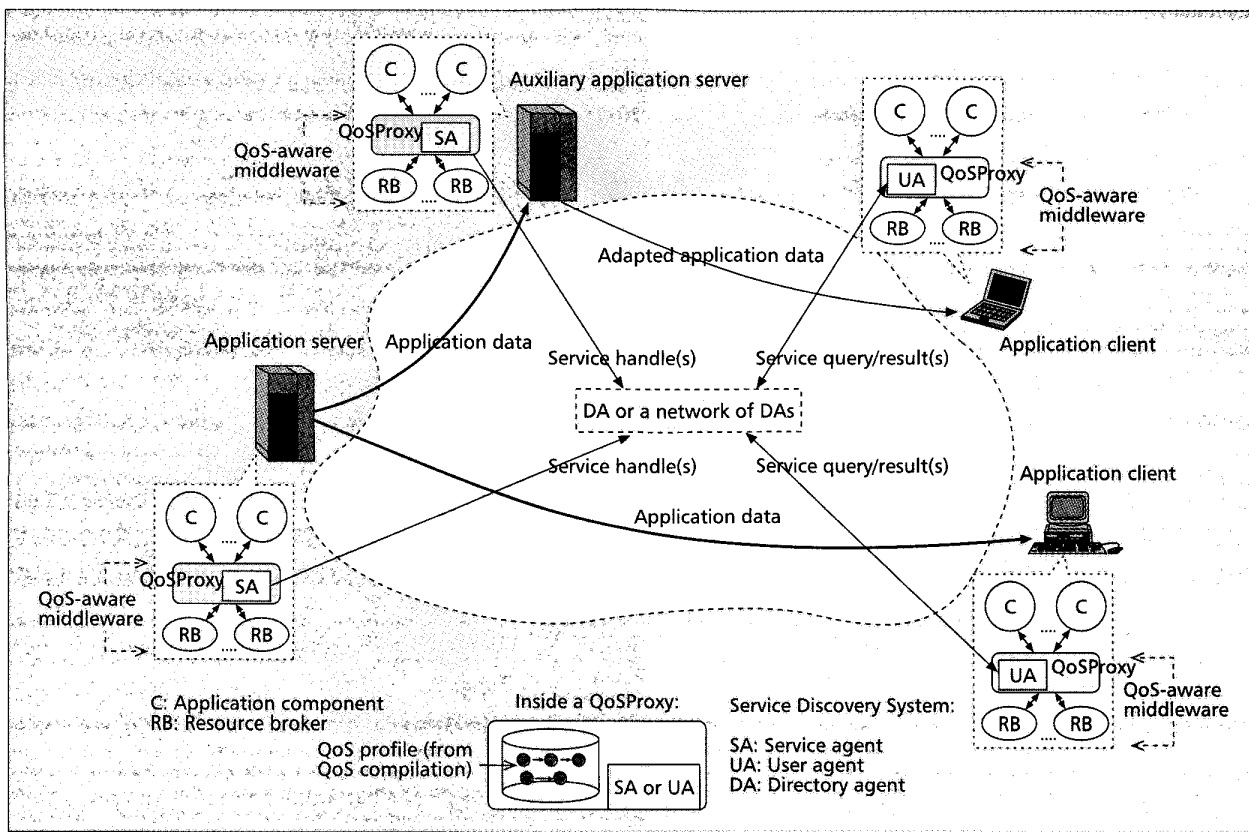 C
C
....
Auxiliary application server
QoSProxy
SA
QoS-aware
middleware
RB
RB
....
C
C
....
UA
QoSProxy
QoS-aware
middleware
RB
RB
....
Adapted application data
Application server
Application data
Application client
Service handle(s)
Service query/result(s)
DA or a network of DAs
Service handle(s)
Service query/result(s)
Application client
Application data
C
C
....
QoSProxy
SA
QoS-aware
middleware
RB
RB
....
C
C
....
UA
QoSProxy
QoS-aware
middleware
RB
RB
....
C: Application component
RB: Resource broker
Inside a QoSProxy:
QoS profile (from
QoS compilation)
SA or UA
Service Discovery System:
SA: Service agent
UA: User agent
DA: Directory agent